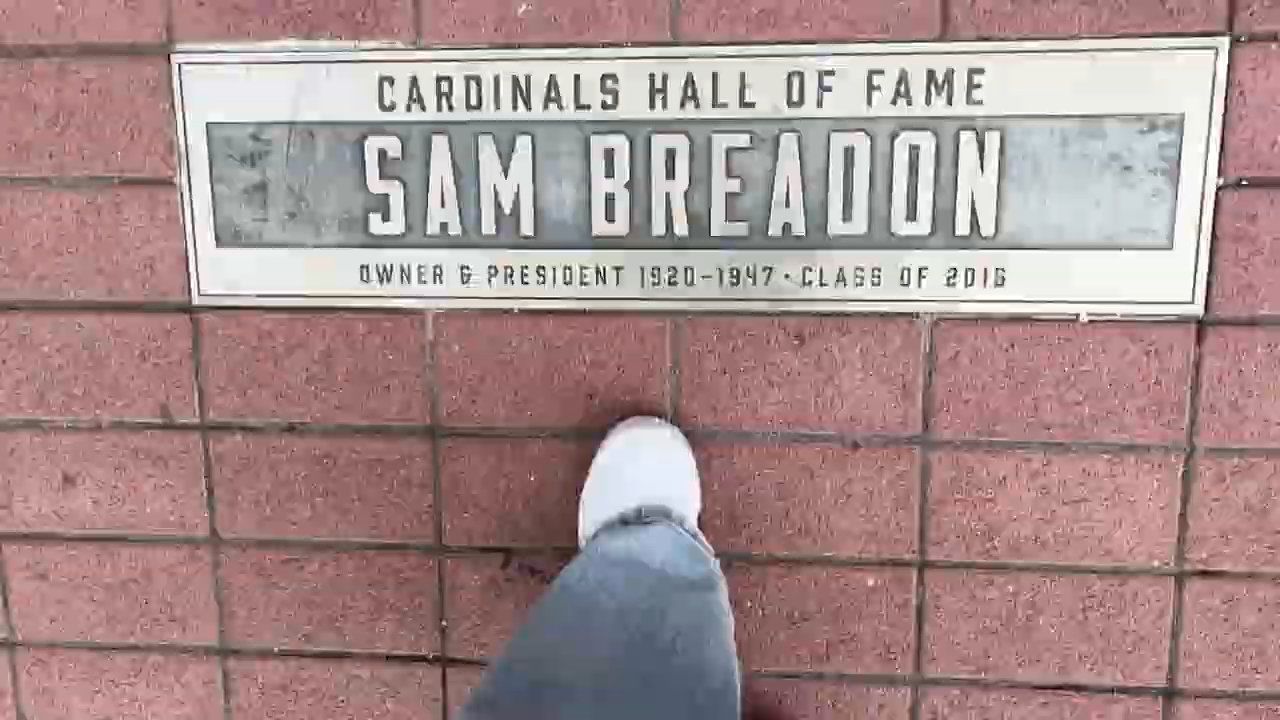 CARDINALS HALL OF FAME
SAM BREADON
OWNER & PRESIDENT 1920-1947 · CLASS OF 2016